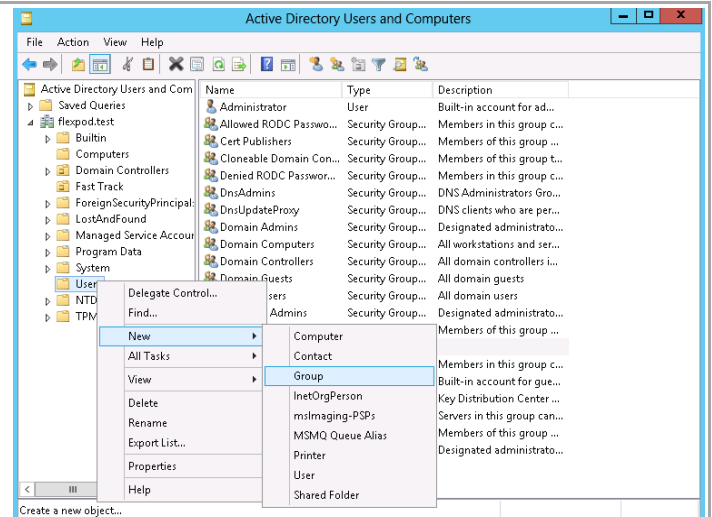 Active Directory Users and Computers
x
File Action View Help
Active Directory Users and Com
Saved Queries
flexpod.test
Builtin
Computers
Domain Controllers
Fast Track
ForeignSecurityPrincipal:
LostAndFound
Managed Service Accour
Program Data
System
User
NTD
TPM
Name Type Description
Administrator User Built-in account for ad...
Allowed RODC Passwo... Security Group... Members in this group c...
Cert Publishers Security Group... Members of this group ...
Cloneable Domain Con... Security Group... Members of this group t...
Denied RODC Passwor... Security Group... Members in this group c...
DnsAdmins Security Group... DNS Administrators Gro...
DnsUpdateProxy Security Group... DNS clients who are per...
Domain Admins Security Group... Designated administrato...
Domain Computers Security Group... All workstations and ser...
Domain Controllers Security Group... All domain controllers i...
Domain Guests Security Group... All domain guests
sers Security Group... All domain users
Admins Security Group... Designated administrato...
Members of this group ...
Members in this group c...
Built-in account for gue...
Key Distribution Center ...
Servers in this group can...
Members of this group ...
Designated administrato...
Delegate Control...
Find...
New
All Tasks
View
Delete
Rename
Export List...
Properties
Help
Computer
Contact
Group
InetOrgPerson
msImaging-PSPs
MSMQ Queue Alias
Printer
User
Shared Folder
Create a new object...